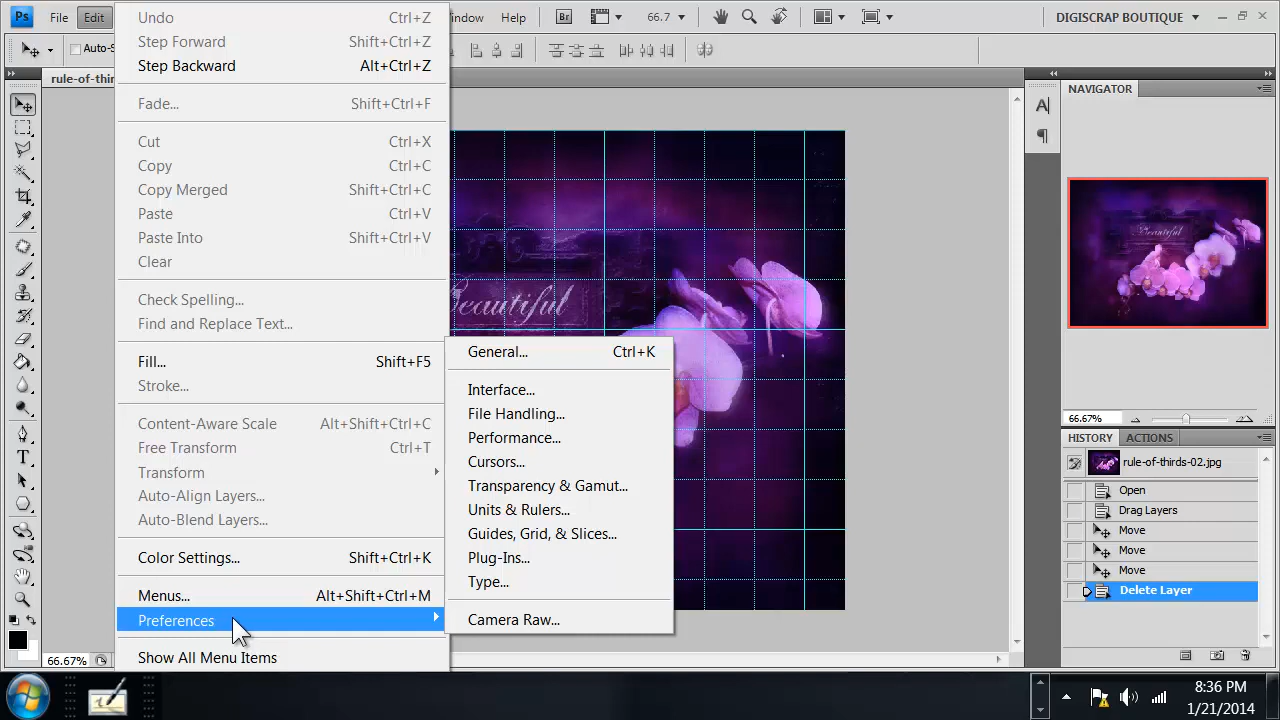 Ps File Edit indow Help Br 66.7 DIGISCRAP BOUTIQUE
Auto-S
rule-of-thir
Undo Ctrl+Z
Step Forward Shift+Ctrl+Z
Step Backward Alt+Ctrl+Z
Fade... Shift+Ctrl+F
Cut Ctrl+X
Copy Ctrl+C
Copy Merged Shift+Ctrl+C
Paste Ctrl+V
Paste Into Shift+Ctrl+V
Clear
Check Spelling...
Find and Replace Text...
Fill... Shift+F5
Stroke...
Content-Aware Scale Alt+Shift+Ctrl+C
Free Transform Ctrl+T
Transform
Auto-Align Layers...
Auto-Blend Layers...
Color Settings... Shift+Ctrl+K
Menus... Alt+Shift+Ctrl+M
Preferences
Show All Menu Items
General... Ctrl+K
Interface...
File Handling...
Performance...
Cursors...
Transparency & Gamut...
Units & Rulers...
Guides, Grid, & Slices...
Plug-Ins...
Type...
Camera Raw...
Beautiful
A
¶
NAVIGATOR
Beautiful
66.67%
HISTORY ACTIONS
rule-of-thirds-02.jpg
Open
Drag Layers
Move
Move
Move
Delete Layer
T
66.67%
8:36 PM
1/21/2014